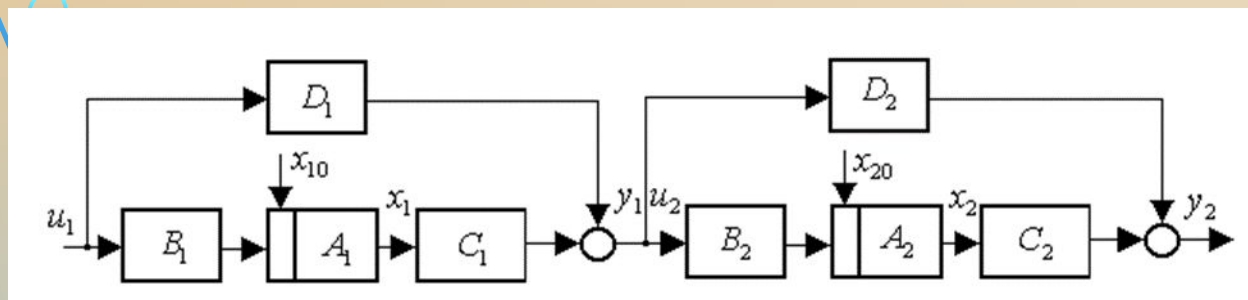 D₁ D₂
x₁₀ x₂₀
u₁ B₁ A₁ x₁ C₁ y₁ u₂ B₂ A₂ x₂ C₂ y₂